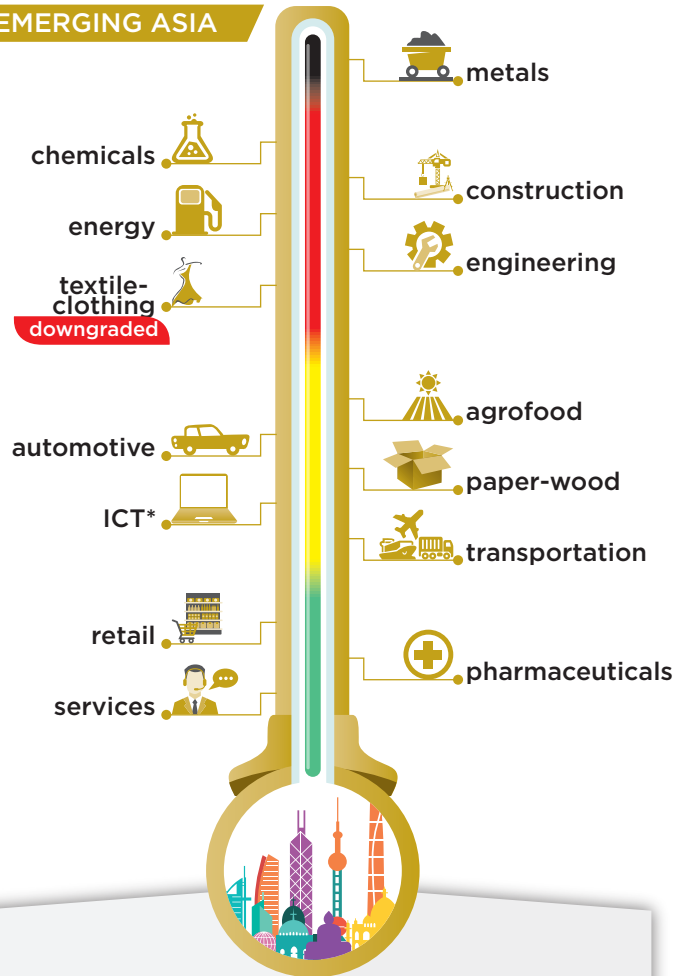 EMERGING ASIA
metals
chemicals
construction
energy
engineering
textile-
clothing
downgraded
agrofood
automotive
paper-wood
ICT*
transportation
retail
pharmaceuticals
services